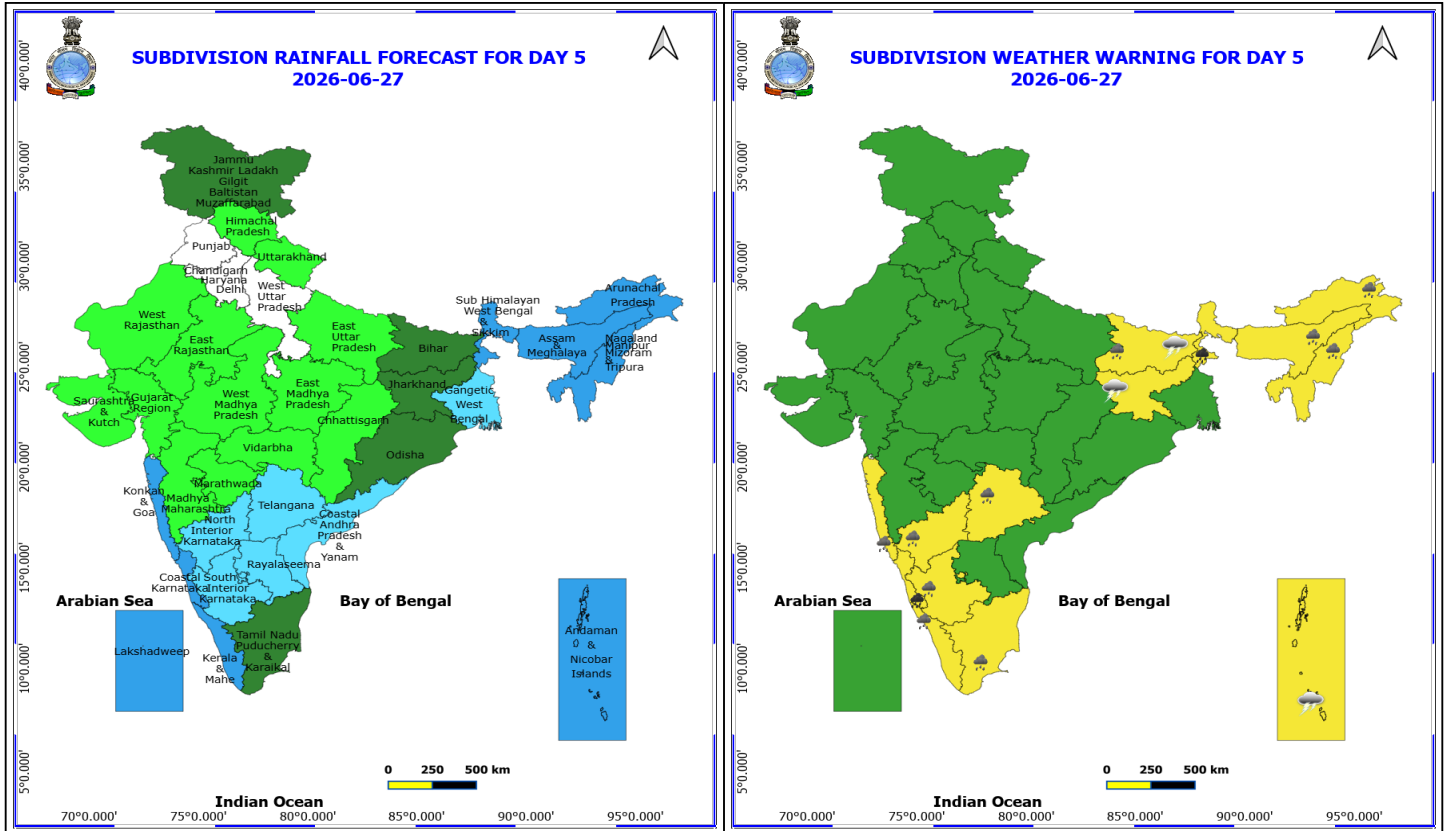 SUBDIVISION RAINFALL FORECAST FOR DAY 5
2026-06-27
40°0.000'
35°0.000'
30°0.000'
25°0.000'
20°0.000'
15°0.000'
10°0.000'
5°0.000'
Jammu
Kashmir Ladakh
Gilgit
Baltistan
Muzaffarabad
Himachal
Pradesh
Punjab
Uttarakhand
Chandigarh
Haryana
Delhi
West
Uttar
Pradesh
West
Rajasthan
East
Rajasthan
East
Uttar
Pradesh
Bihar
Sub Himalayan
West Bengal
&
Sikkim
Arunachal
Pradesh
Assam
&
Meghalaya
Nagaland
Manipur
Mizoram
&
Tripura
Jharkhand
Gangetic
West
Bengal
Saurashtra
&
Kutch
Gujarat
Region
West
Madhya
Pradesh
East
Madhya
Pradesh
Chhattisgarh
Odisha
Vidarbha
Marathwada
Madhya
Maharashtra
Konkan
&
Goa
Telangana
North
Interior
Karnataka
Coastal
Andhra
Pradesh
&
Yanam
Rayalaseema
Coastal
Karnataka
South
Interior
Karnataka
Tamil Nadu
Puducherry
&
Karaikal
Kerala
&
Mahe
Lakshadweep
Andaman
&
Nicobar
Islands
Arabian Sea
Bay of Bengal
Indian Ocean
0 250 500 km
70°0.000' 75°0.000' 80°0.000' 85°0.000' 90°0.000' 95°0.000'
SUBDIVISION WEATHER WARNING FOR DAY 5
2026-06-27
40°0.000'
35°0.000'
30°0.000'
25°0.000'
20°0.000'
15°0.000'
10°0.000'
5°0.000'
Arabian Sea
Bay of Bengal
Indian Ocean
0 250 500 km
70°0.000' 75°0.000' 80°0.000' 85°0.000' 90°0.000' 95°0.000'